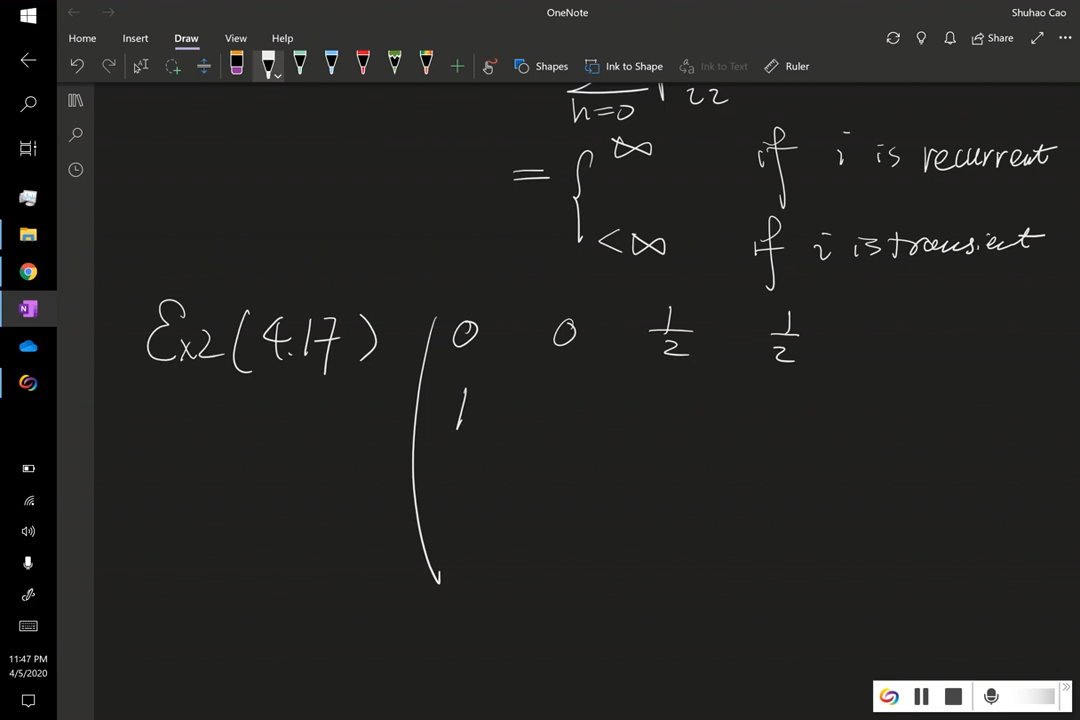 OneNote
Shuhao Cao
Home Insert Draw View Help
Share
Shapes
Ink to Shape
Ink to Text
Ruler
n=0 22
= { ∞ if i is recurrent
< ∞ if i is transient
Ex2 (4.17) ( 0 0 1/2 1/2
1
11:47 PM
4/5/2020